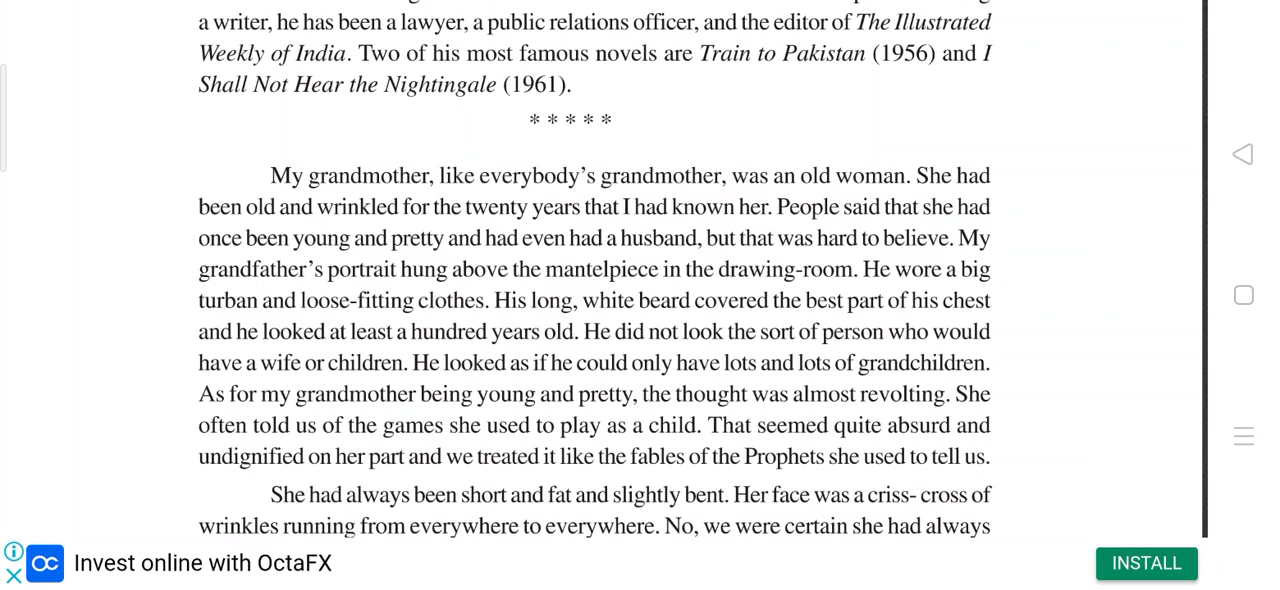 a writer, he has been a lawyer, a public relations officer, and the editor of The Illustrated
Weekly of India. Two of his most famous novels are Train to Pakistan (1956) and I
Shall Not Hear the Nightingale (1961).
* * * * *
My grandmother, like everybody’s grandmother, was an old woman. She had
been old and wrinkled for the twenty years that I had known her. People said that she had
once been young and pretty and had even had a husband, but that was hard to believe. My
grandfather’s portrait hung above the mantelpiece in the drawing-room. He wore a big
turban and loose-fitting clothes. His long, white beard covered the best part of his chest
and he looked at least a hundred years old. He did not look the sort of person who would
have a wife or children. He looked as if he could only have lots and lots of grandchildren.
As for my grandmother being young and pretty, the thought was almost revolting. She
often told us of the games she used to play as a child. That seemed quite absurd and
undignified on her part and we treated it like the fables of the Prophets she used to tell us.
She had always been short and fat and slightly bent. Her face was a criss- cross of
wrinkles running from everywhere to everywhere. No, we were certain she had always
Invest online with OctaFX
INSTALL